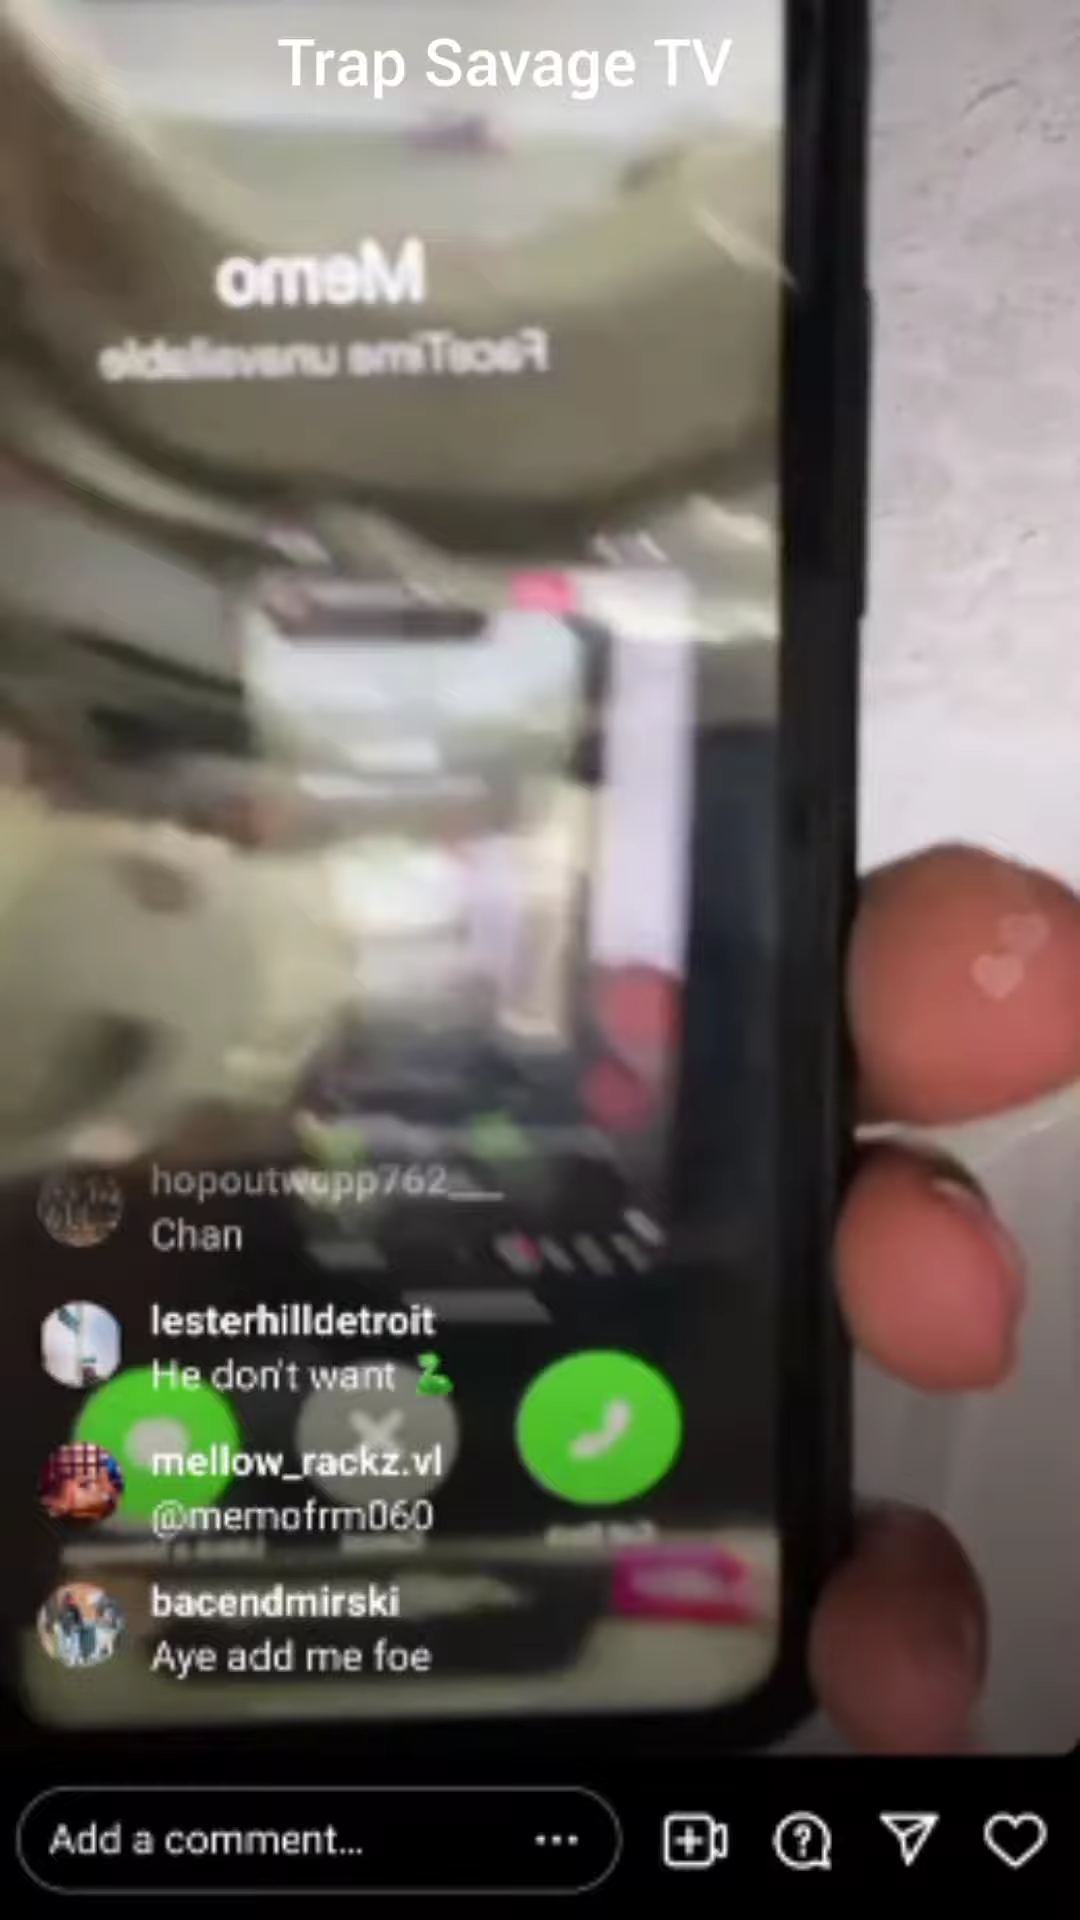 Trap Savage TV
Memo
FaceTime unavailable
hopoutwopp762___
Chan
lesterhilldetroit
He don't want
mellow_rackz.vl
@memofrm060
bacendmirski
Aye add me foe
Add a comment...